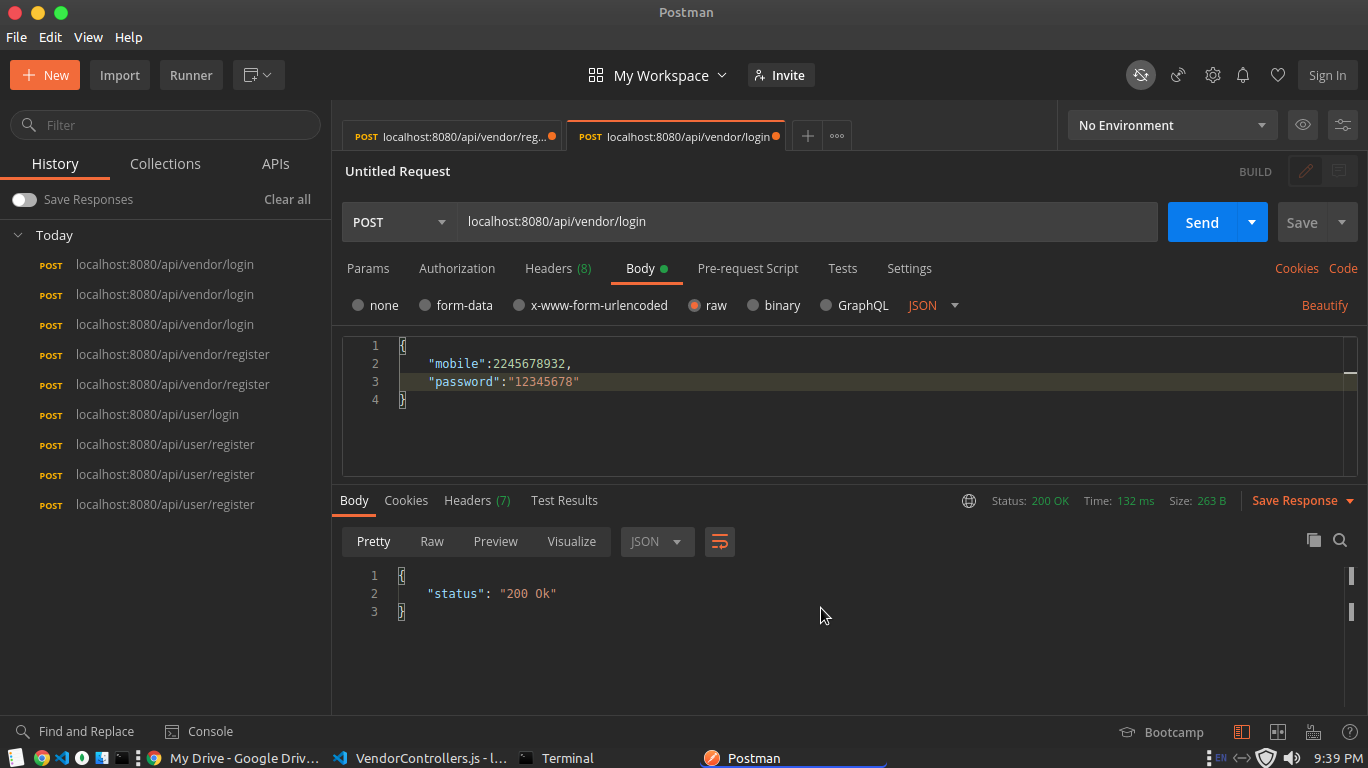 Postman
File Edit View Help
New Import Runner My Workspace Invite Sign In
Filter
POST localhost:8080/api/vendor/reg... POST localhost:8080/api/vendor/login No Environment
History Collections APIs
Untitled Request BUILD
Save Responses Clear all
POST localhost:8080/api/vendor/login Send Save
Today
POST localhost:8080/api/vendor/login
POST localhost:8080/api/vendor/login
POST localhost:8080/api/vendor/login
POST localhost:8080/api/vendor/register
POST localhost:8080/api/vendor/register
POST localhost:8080/api/user/login
POST localhost:8080/api/user/register
POST localhost:8080/api/user/register
POST localhost:8080/api/user/register
Params Authorization Headers (8) Body Pre-request Script Tests Settings Cookies Code
none form-data x-www-form-urlencoded raw binary GraphQL JSON Beautify
1 {
2 "mobile":2245678932,
3 "password":"12345678"
4 }
Body Cookies Headers (7) Test Results Status: 200 OK Time: 132 ms Size: 263 B Save Response
Pretty Raw Preview Visualize JSON
1 {
2 "status": "200 Ok"
3 }
Find and Replace Console Bootcamp
My Drive - Google Driv... VendorControllers.js - l... Terminal Postman EN 9:39 PM